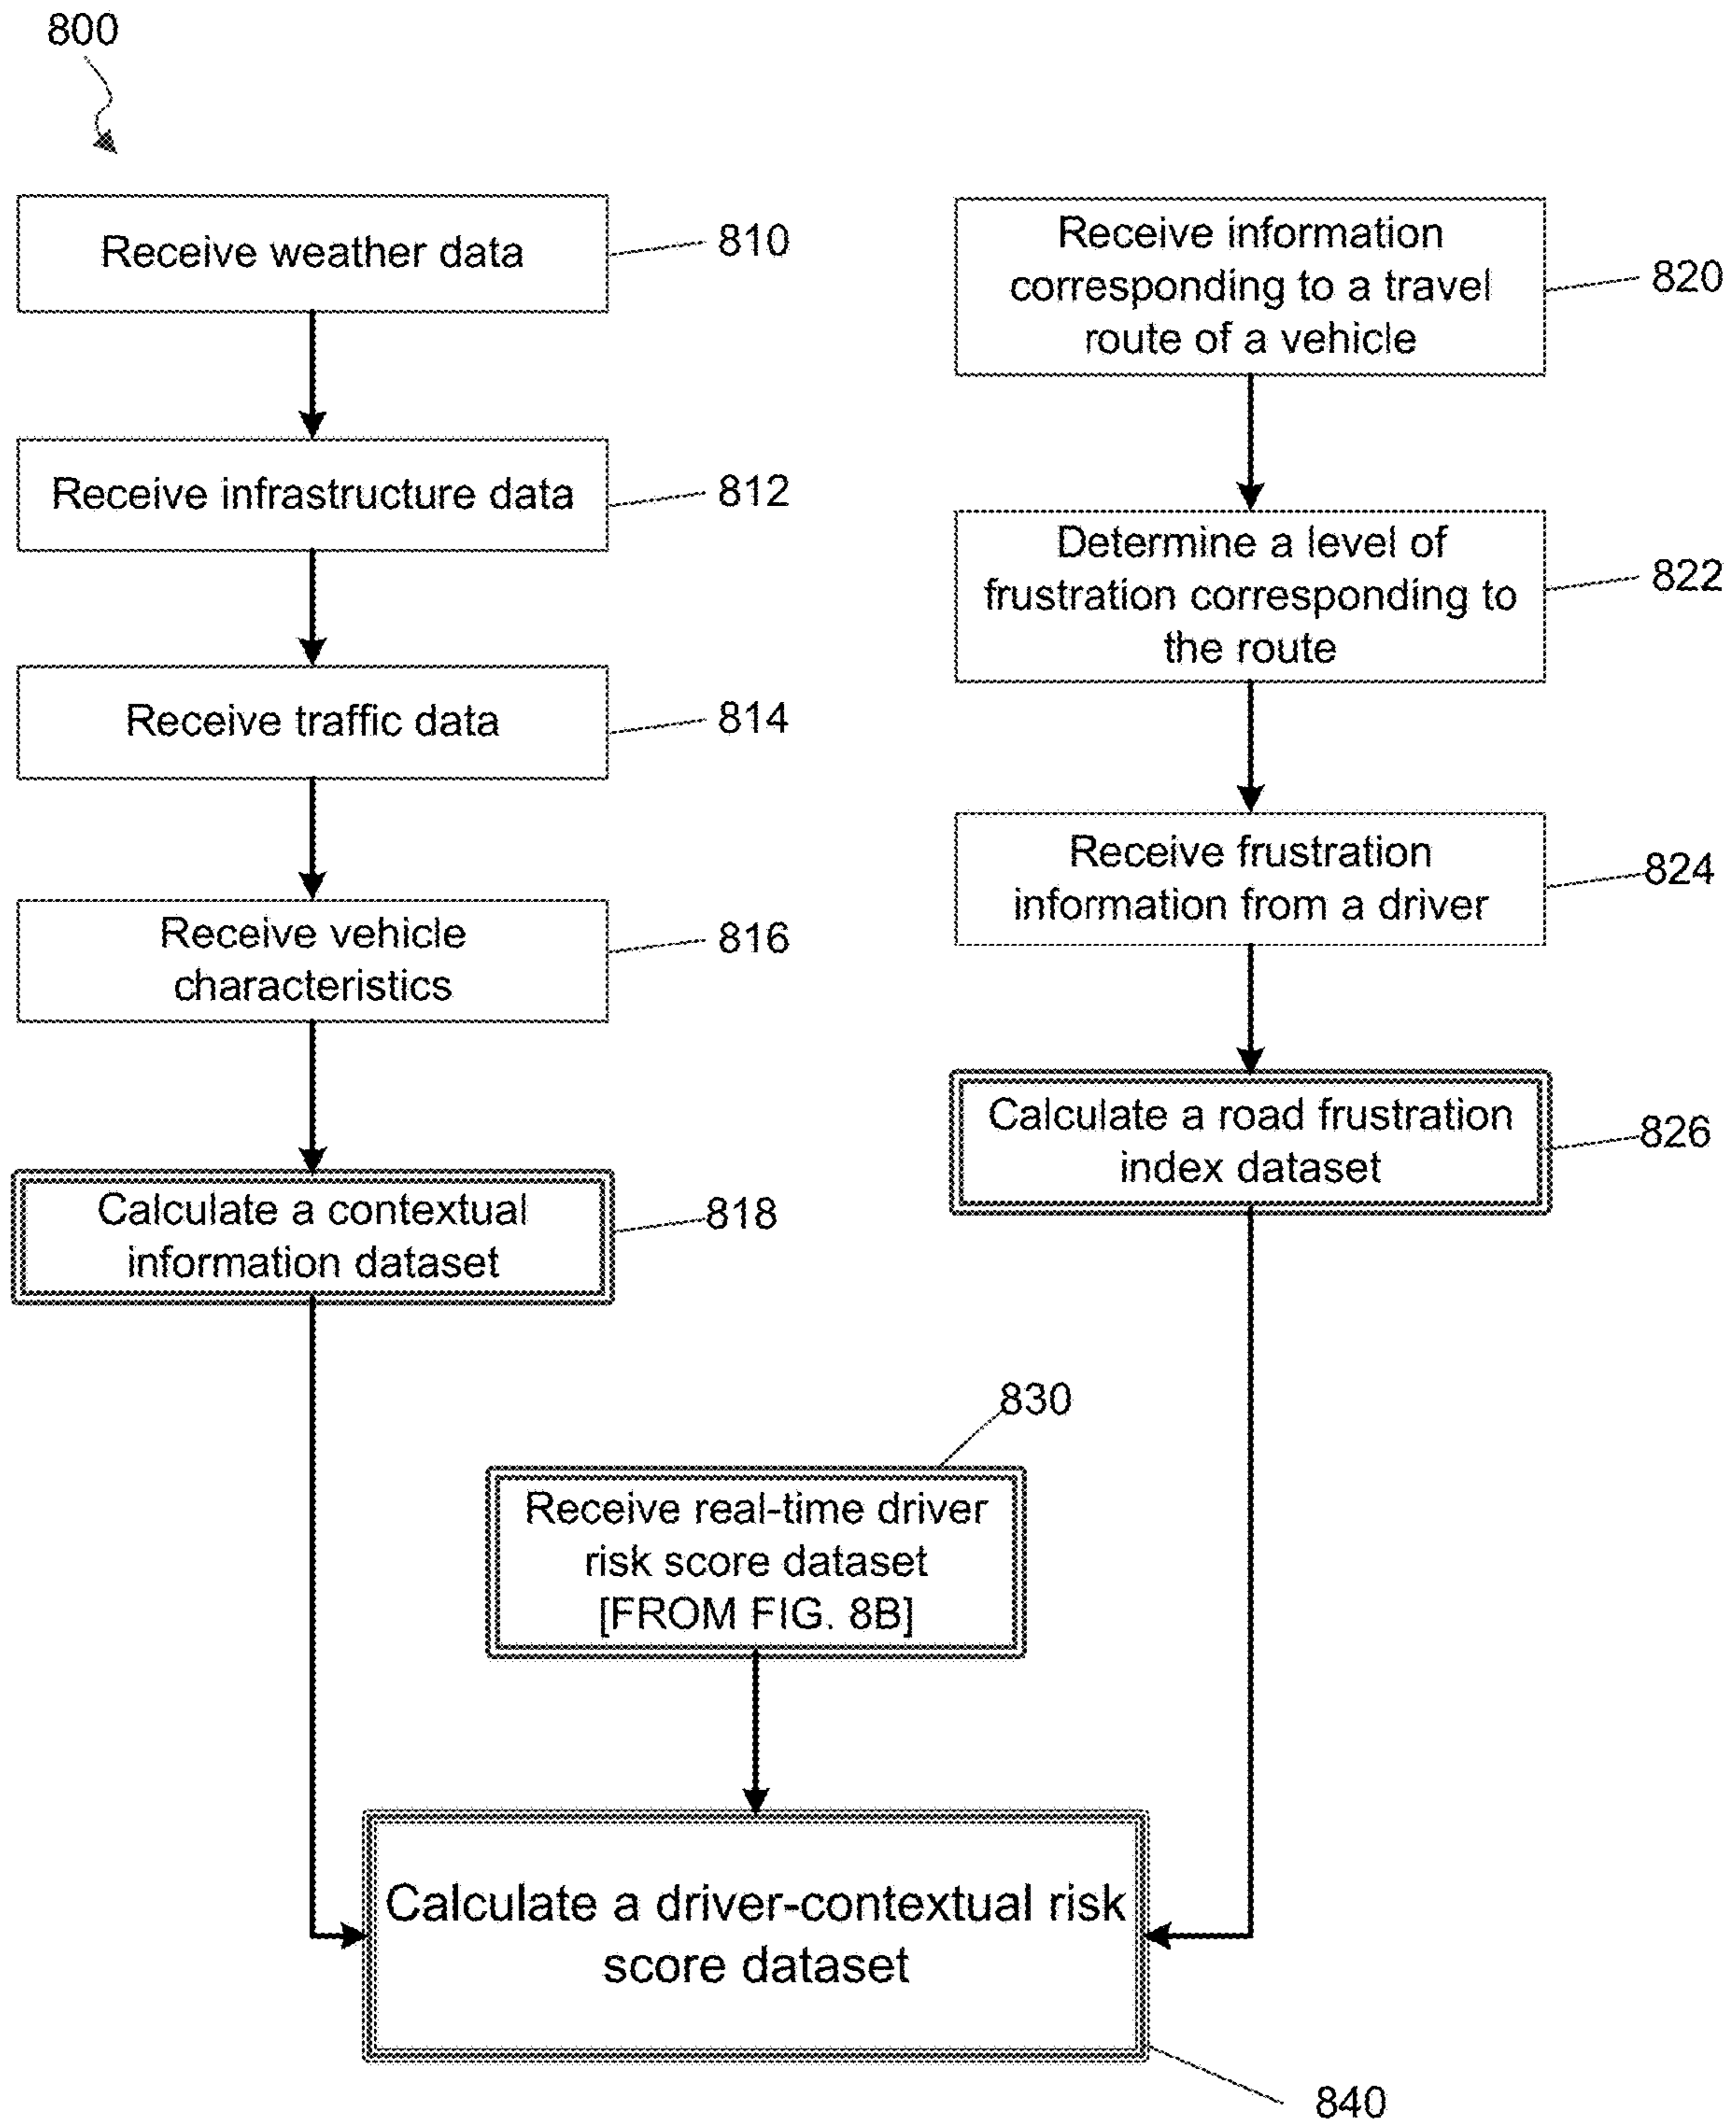 800
Receive weather data
810
Receive infrastructure data
812
Receive traffic data
814
Receive vehicle
characteristics
816
Calculate a contextual
information dataset
818
Receive information
corresponding to a travel
route of a vehicle
820
Determine a level of
frustration corresponding to
the route
822
Receive frustration
information from a driver
824
Calculate a road frustration
index dataset
826
830
Receive real-time driver
risk score dataset
[FROM FIG. 8B]
Calculate a driver-contextual risk
score dataset
840